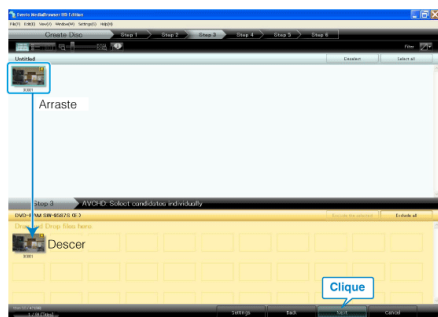 Everio MediaBrowser HD Edition
File(F) Edit(E) View(V) Window(W) Settings(S) Help(H)
Create Disc Step 1 Step 2 Step 3 Step 4 Step 5 Step 6
Filter
Untitled Deselect Select all
Arraste
Step 3 AVCHD: Select candidates individually
Exclude all
Drag and Drop files here
Descer
Clique
Settings Back Next Cancel